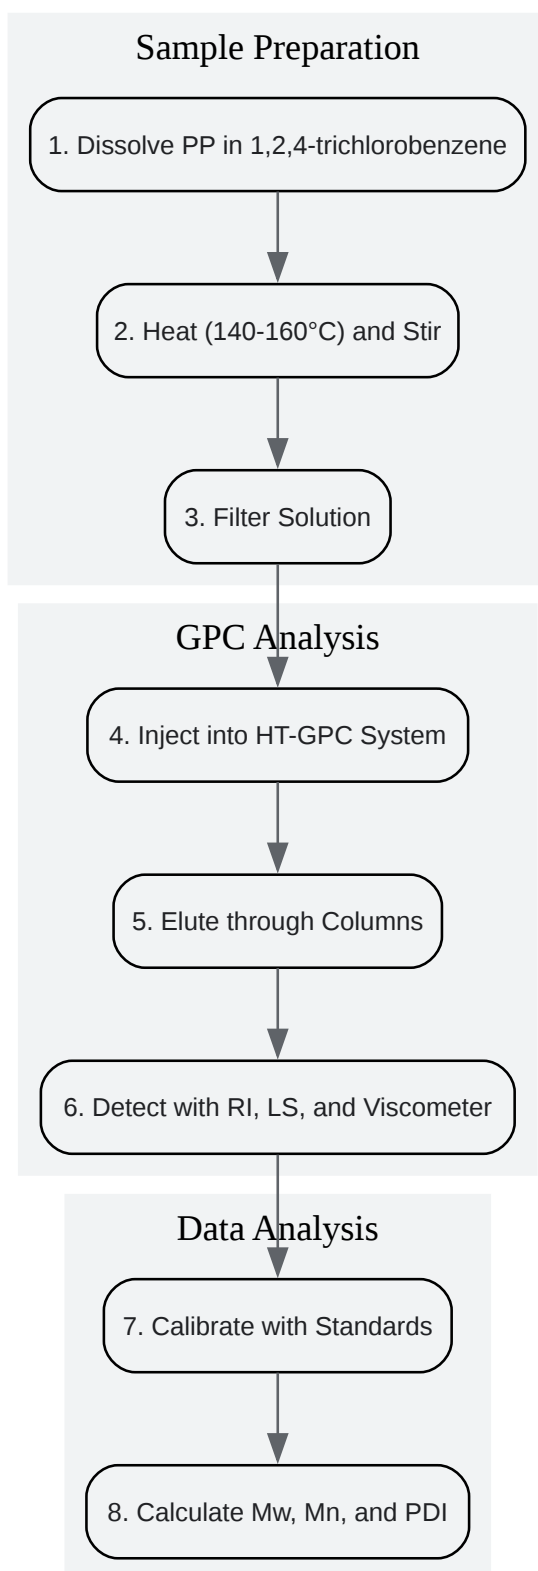 Sample Preparation
1. Dissolve PP in 1,2,4-trichlorobenzene
2. Heat (140-160°C) and Stir
3. Filter Solution
GPC Analysis
4. Inject into HT-GPC System
5. Elute through Columns
6. Detect with RI, LS, and Viscometer
Data Analysis
7. Calibrate with Standards
8. Calculate Mw, Mn, and PDI